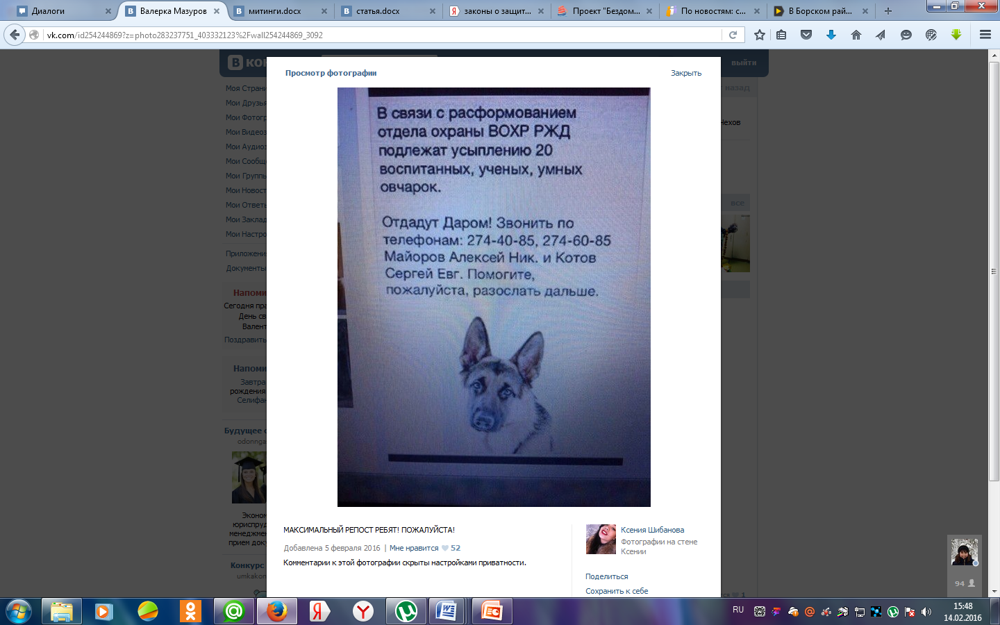 Диалоги
Валерка Мазуров
митинги.docx
статья.docx
законы о защит...
Проект "Бездом...
По новостям: с...
В Борском рай...
vk.com/id254244869?z=photo283237751_403332123%2Fwall254244869_3092
В КОН
выйти
Просмотр фотографии
Закрыть
назад
Чехов
все
Моя Страни
Мои Друзья
Мои Фотогр
Мои Видеоз
Мои Аудиоз
Мои Сообще
Мои Группы
Мои Новост
Мои Ответы
Мои Заклад
Мои Настро
Приложения
Документы
Напоми
Сегодня пра
День св
Валент
Поздравить
Напоми
Завтра
рождения
Селифан
Будущее с
odonnga
Эконом
юриспруд
менеджмен
прием доку
Конкурс
umkakon
В связи с расформованием
отдела охраны ВОХР РЖД
подлежат усыплению 20
воспитанных, ученых, умных
овчарок.
Отдадут Даром! Звонить по
телефонам: 274-40-85, 274-60-85
Майоров Алексей Ник. и Котов
Сергей Евг. Помогите,
пожалуйста, разослать дальше.
МАКСИМАЛЬНЫЙ РЕПОСТ РЕБЯТ! ПОЖАЛУЙСТА!
Добавлена 5 февраля 2016 | Мне нравится 52
Комментарии к этой фотографии скрыты настройками приватности.
Ксения Шибанова
Фотографии на стене
Ксении
Поделиться
Сохранить к себе
94
1
RU
15:48
14.02.2016